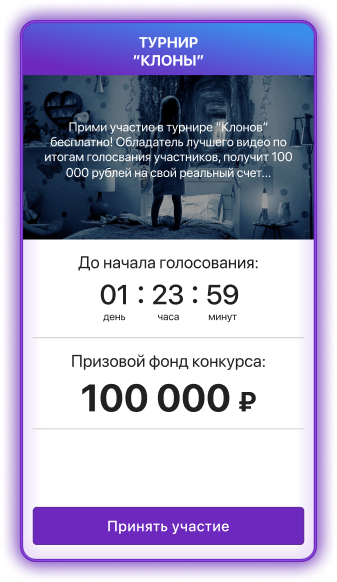 ТУРНИР
”КЛОНЫ”
Прими участие в турнире “Клонов“
бесплатно! Обладатель лучшего видео по
итогам голосвания участников, получит 100
000 рублей на свой реальный счет...
До начала голосования:
01 : 23 : 59
день часа минут
Призовой фонд конкурса:
100 000 ₽
Принять участие